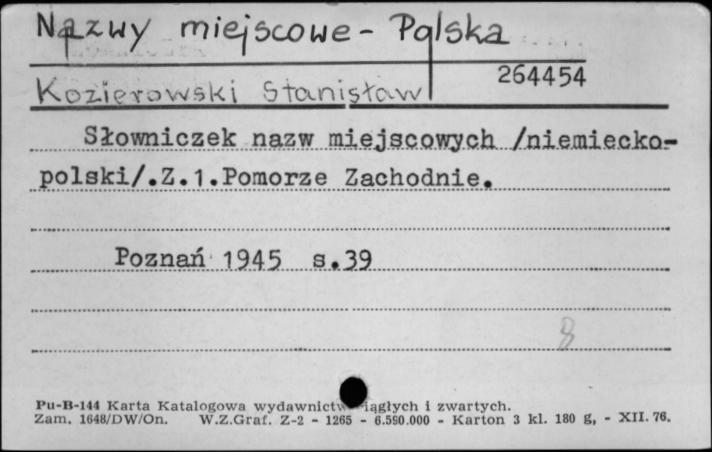 Nazwy miejscowe - Polska
264454
Kozierowski Stanisław
Słowniczek nazw miejscowych /niemiecko-
polski/.Z.1.Pomorze Zachodnie.
Poznań 1945 s.39
8
Pu-B-144 Karta Katalogowa wydawnictw iągłych i zwartych.
Zam. 1648/DW/On. W.Z.Graf. Z-2 - 1265 - 6.590.000 - Karton 3 kl. 180 g, - XII. 76.